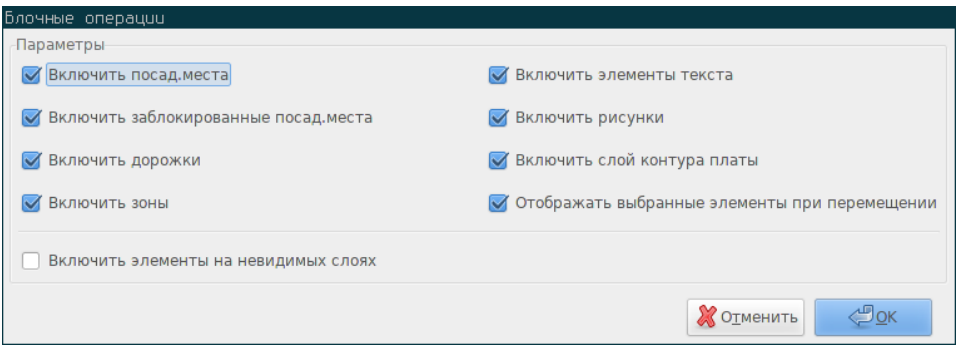 Блочные операции
Параметры
Включить посад.места
Включить элементы текста
Включить заблокированные посад.места
Включить рисунки
Включить дорожки
Включить слой контура платы
Включить зоны
Отображать выбранные элементы при перемещении
Включить элементы на невидимых слоях
Отменить
OK